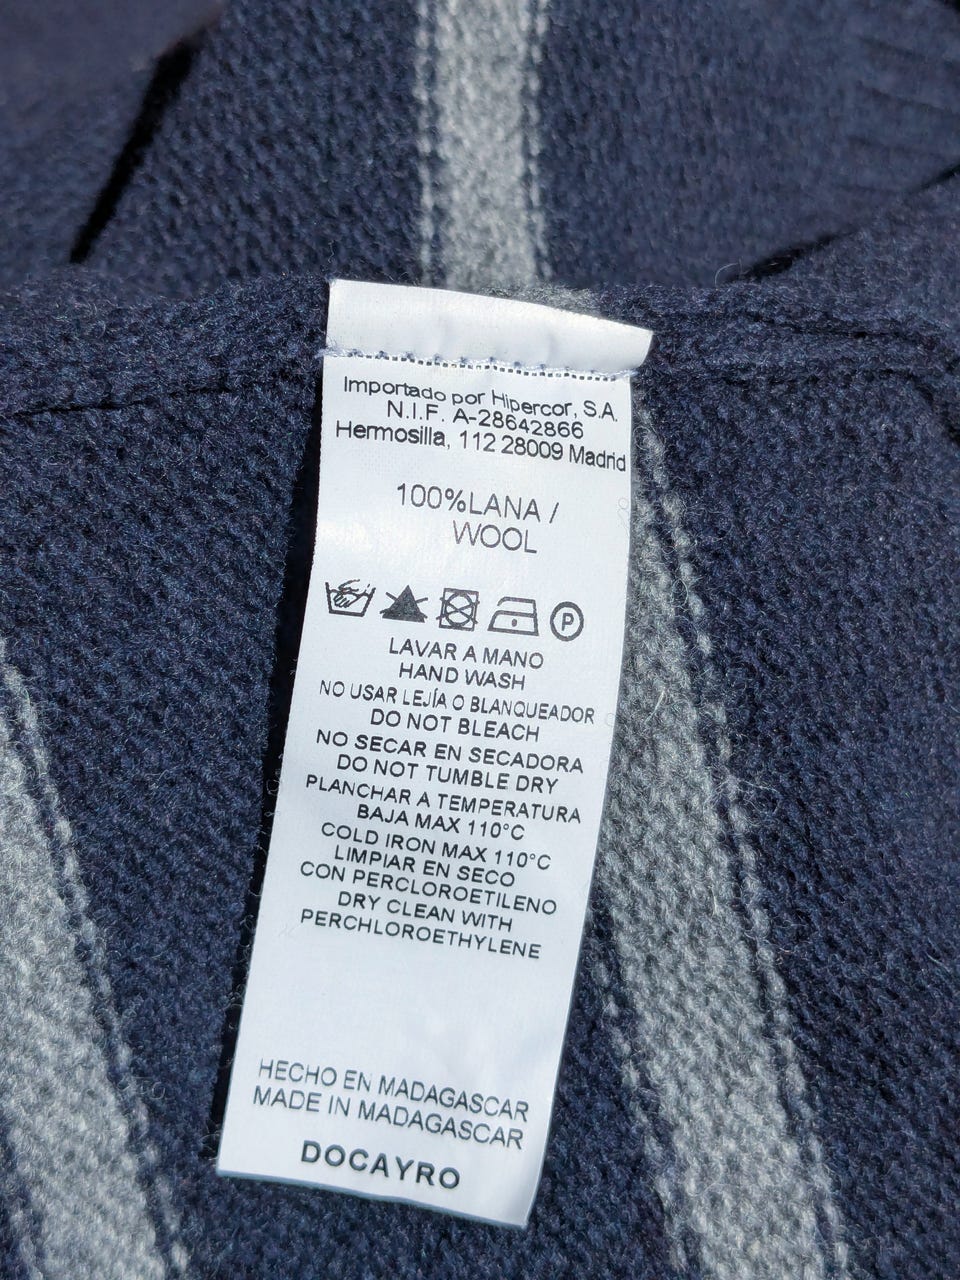 Importado por Hipercor, S.A.
N.I.F. A-28642866
Hermosilla, 112 28009 Madrid
100%LANA /
WOOL
P
LAVAR A MANO
HAND WASH
NO USAR LEJÍA O BLANQUEADOR
DO NOT BLEACH
NO SECAR EN SECADORA
DO NOT TUMBLE DRY
PLANCHAR A TEMPERATURA
BAJA MAX 110°C
COLD IRON MAX 110°C
LIMPIAR EN SECO
CON PERCLOROETILENO
DRY CLEAN WITH
PERCHLOROETHYLENE
HECHO EN MADAGASCAR
MADE IN MADAGASCAR
DOCAYRO